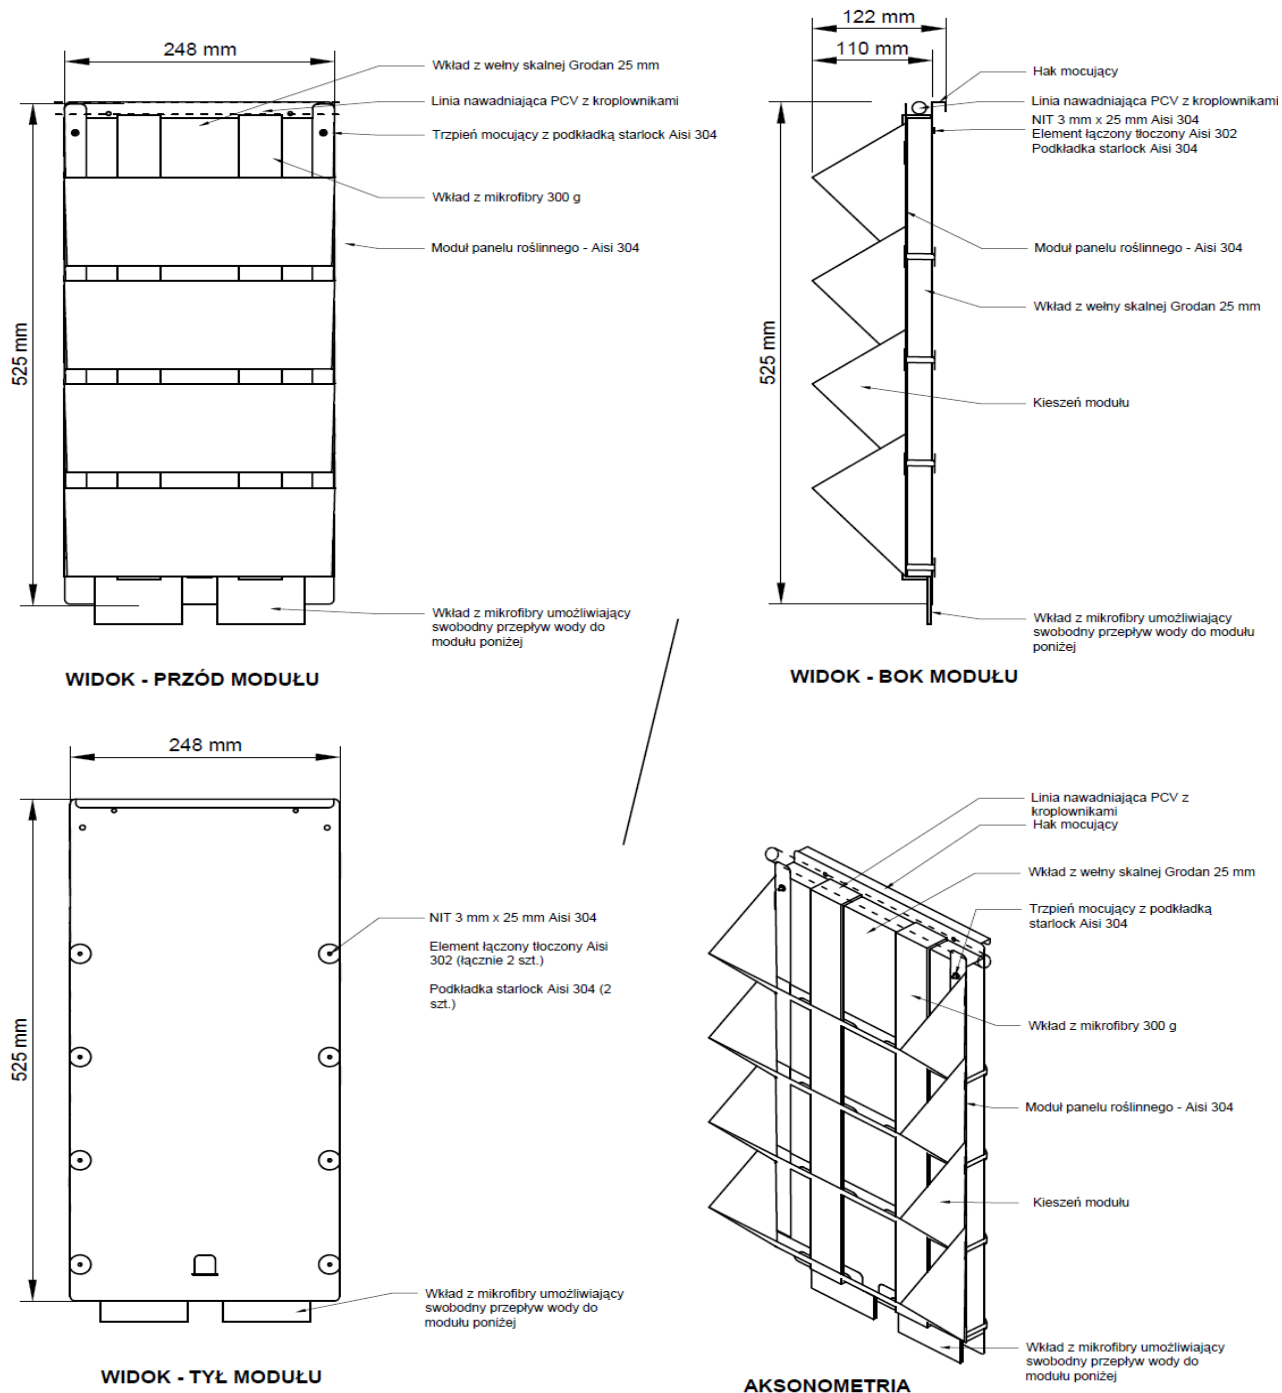 248 mm
Wkład z wełny skalnej Grodan 25 mm
Linia nawadniająca PCV z kroplownikami
Trzpień mocujący z podkładką starlock Aisi 304
Wkład z mikrofibry 300 g
Moduł panelu roślinnego - Aisi 304
525 mm
Wkład z mikrofibry umożliwiający
swobodny przepływ wody do
modułu poniżej
WIDOK - PRZÓD MODUŁU
122 mm
110 mm
Hak mocujący
Linia nawadniająca PCV z kroplownikami
NIT 3 mm x 25 mm Aisi 304
Element łączony tłoczony Aisi 302
Podkładka starlock Aisi 304
Moduł panelu roślinnego - Aisi 304
Wkład z wełny skalnej Grodan 25 mm
525 mm
Kieszeń modułu
Wkład z mikrofibry umożliwiający
swobodny przepływ wody do modułu
poniżej
WIDOK - BOK MODUŁU
248 mm
NIT 3 mm x 25 mm Aisi 304
Element łączony tłoczony Aisi
302 (łącznie 2 szt.)
Podkładka starlock Aisi 304 (2
szt.)
525 mm
Wkład z mikrofibry umożliwiający
swobodny przepływ wody do
modułu poniżej
WIDOK - TYŁ MODUŁU
Linia nawadniająca PCV z
kroplownikami
Hak mocujący
Wkład z wełny skalnej Grodan 25 mm
Trzpień mocujący z podkładką
starlock Aisi 304
Wkład z mikrofibry 300 g
Moduł panelu roślinnego - Aisi 304
Kieszeń modułu
Wkład z mikrofibry umożliwiający
swobodny przepływ wody do
modułu poniżej
AKSONOMETRIA